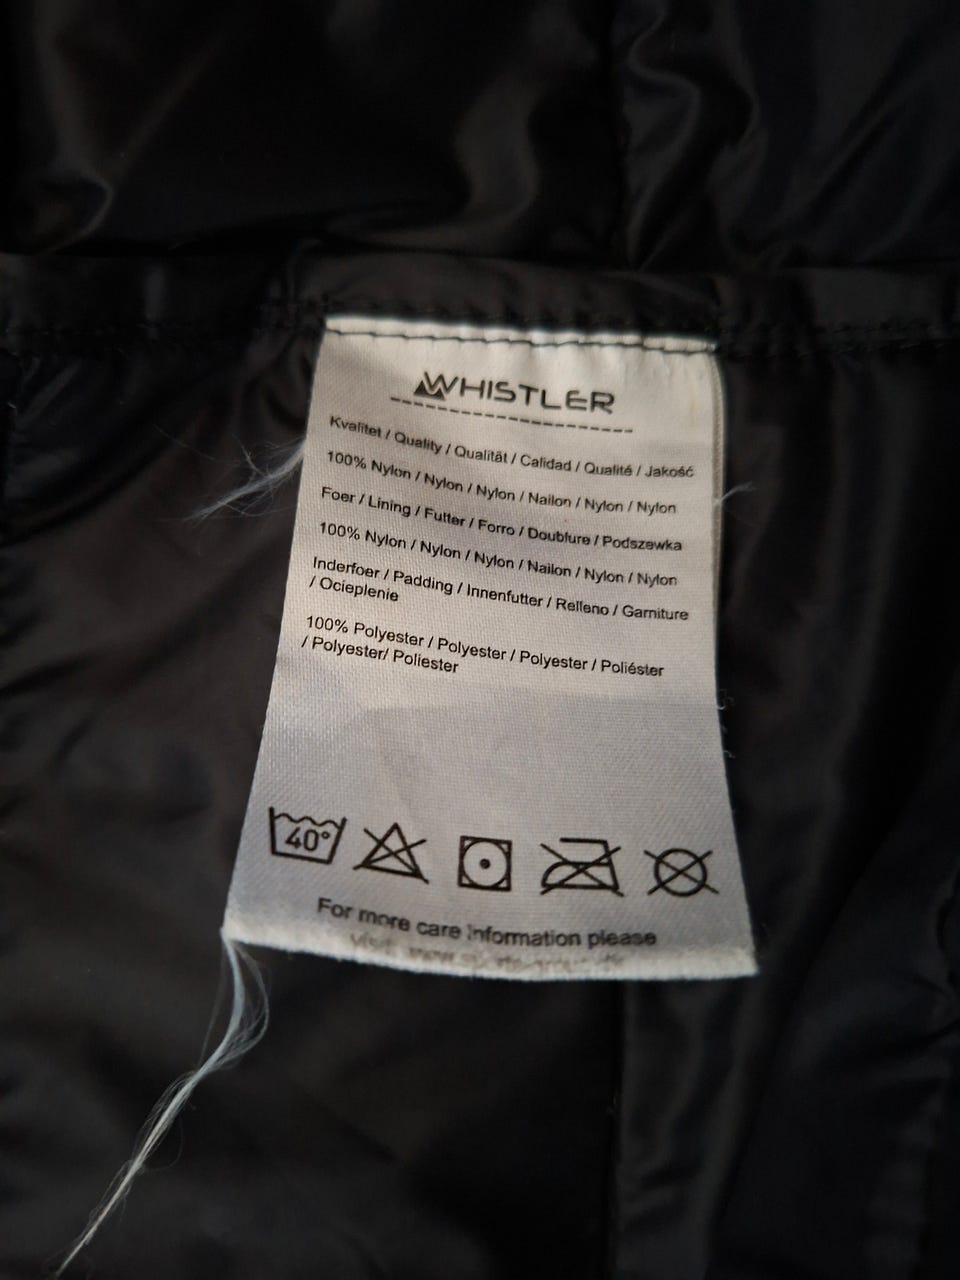 WHISTLER
Kvalitet / Quality / Qualität / Calidad / Qualité / Jakość
100% Nylon / Nylon / Nylon / Nailon / Nylon / Nylon
Foer / Lining / Futter / Forro / Doublure / Podszewka
100% Nylon / Nylon / Nylon / Nailon / Nylon / Nylon
Inderfoer / Padding / Innenfutter / Relleno / Garniture
/ Ocieplenie
100% Polyester / Polyester / Polyester / Poliéster
/ Polyester/ Poliester
40°
For more care information please
visit: